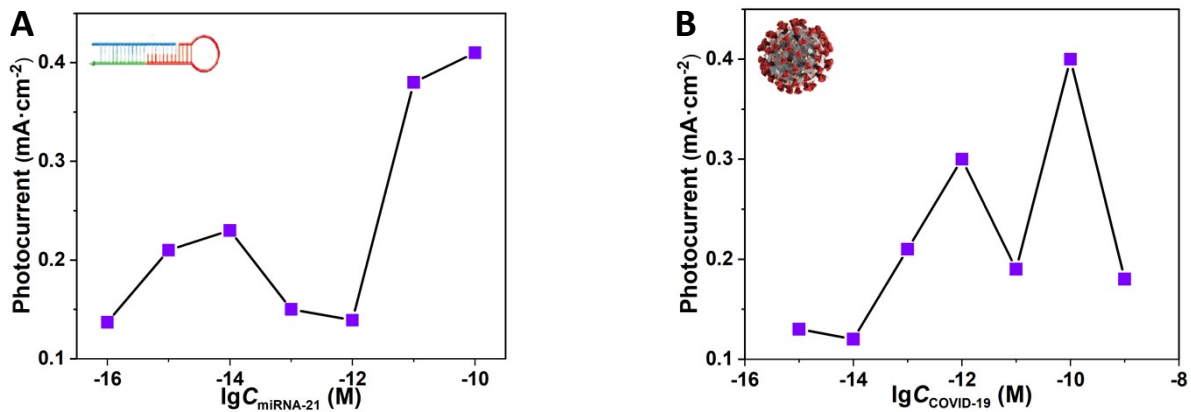 A
Photocurrent (mA·cm-2)
0.4
0.3
0.2
0.1
-16
-14
-12
-10
lgCmiRNA-21 (M)
B
Photocurrent (mA·cm-2)
0.4
0.3
0.2
0.1
-16
-14
-12
-10
-8
lgCCOVID-19 (M)